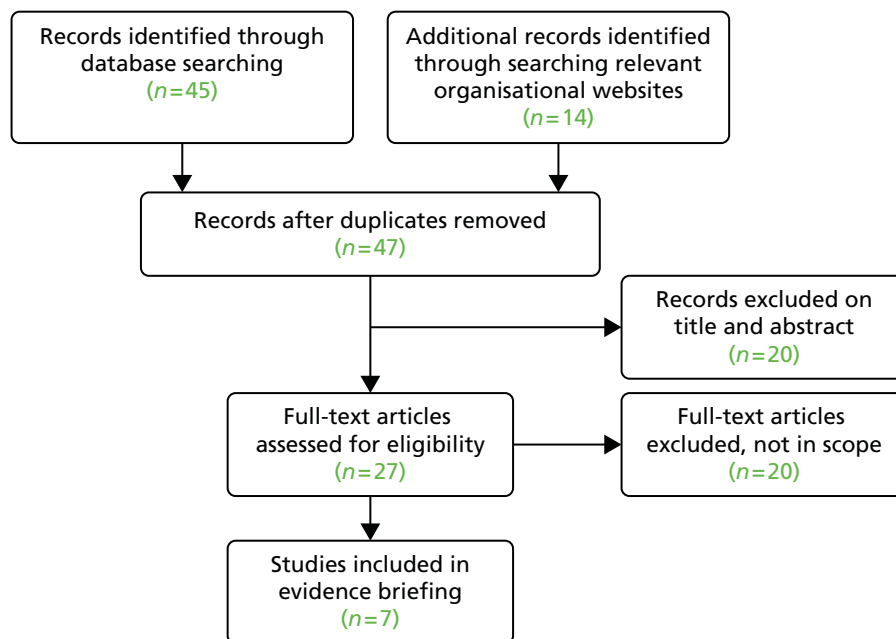 Records identified through
database searching
(n=45)
Additional records identified
through searching relevant
organisational websites
(n=14)
Records after duplicates removed
(n=47)
Records excluded on
title and abstract
(n=20)
Full-text articles
assessed for eligibility
(n=27)
Full-text articles
excluded, not in scope
(n=20)
Studies included in
evidence briefing
(n=7)